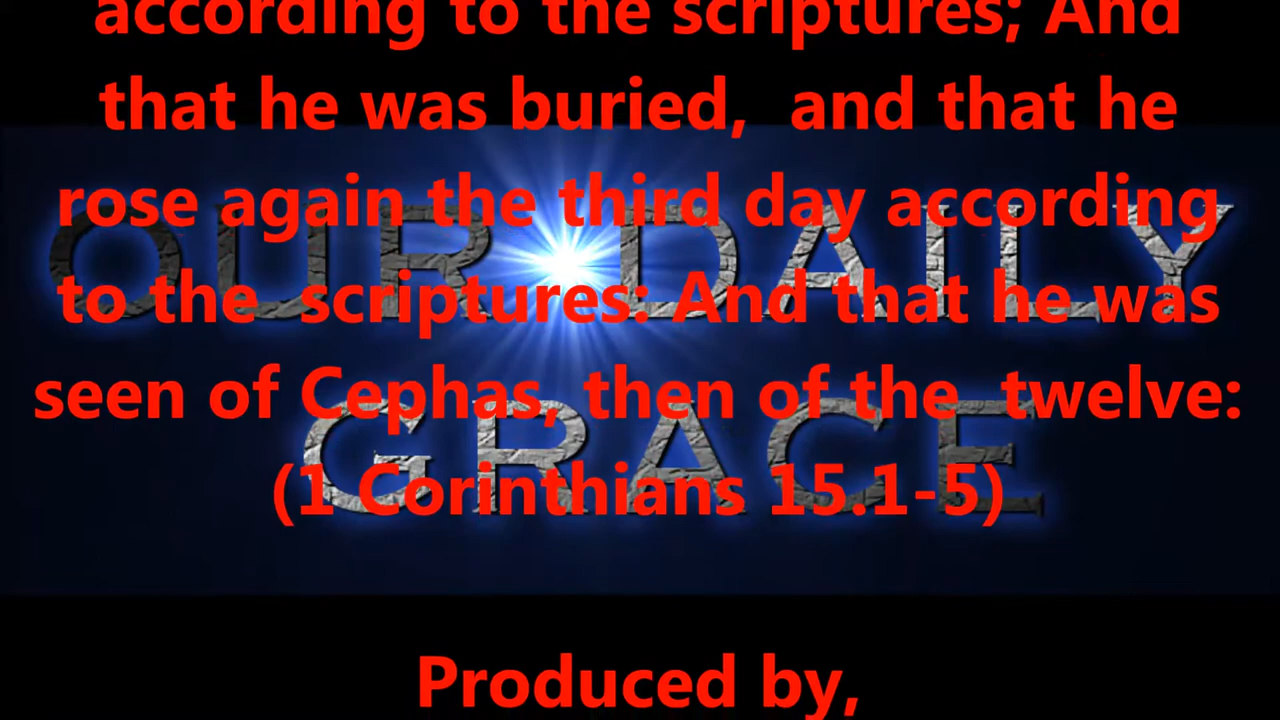 according to the scriptures; And
that he was buried,  and that he
rose again the third day according
to the  scriptures: And that he was
seen of Cephas, then of the  twelve:
(1 Corinthians 15.1-5)
OUR DAILY
GRACE
Produced by,